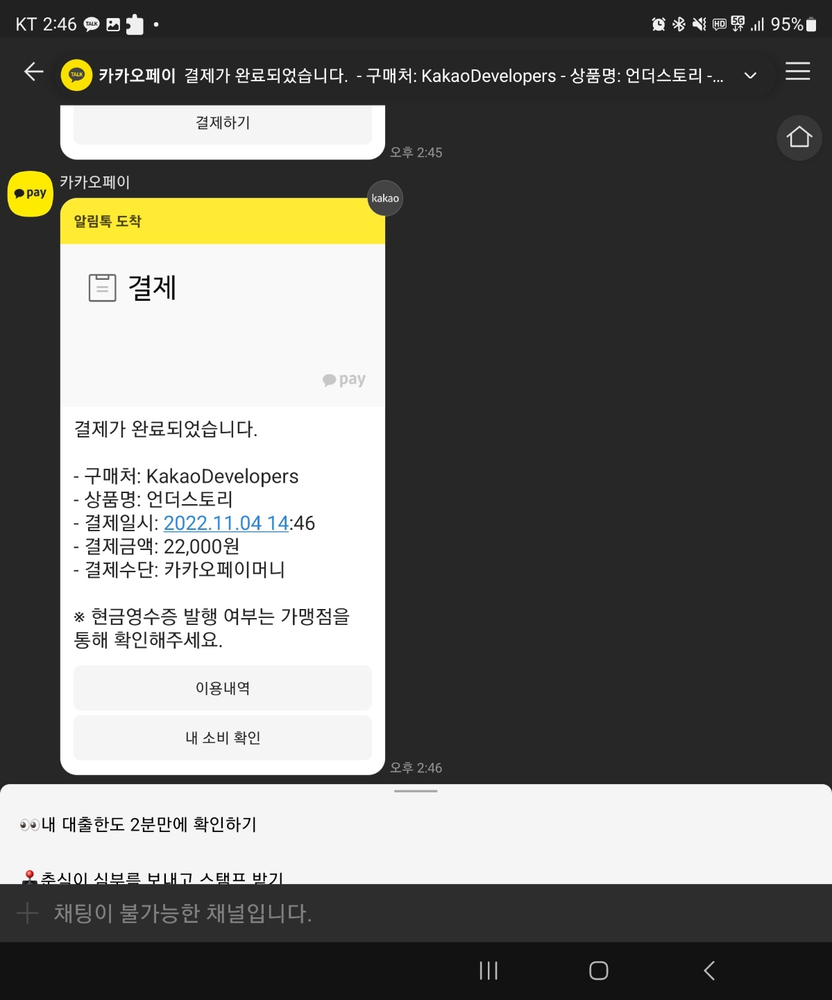 KT 2:46 TALK
HD 5G 95%
TALK 카카오페이 결제가 완료되었습니다. - 구매처: KakaoDevelopers - 상품명: 언더스토리 -...
결제하기
오후 2:45
pay
카카오페이
kakao
알림톡 도착
결제
pay
결제가 완료되었습니다.
- 구매처: KakaoDevelopers
- 상품명: 언더스토리
- 결제일시: 2022.11.04 14:46
- 결제금액: 22,000원
- 결제수단: 카카오페이머니
※ 현금영수증 발행 여부는 가맹점을
통해 확인해주세요.
이용내역
내 소비 확인
오후 2:46
👀내 대출한도 2분만에 확인하기
🕹️춘식이 심부름 보내고 스탬프 받기
채팅이 불가능한 채널입니다.